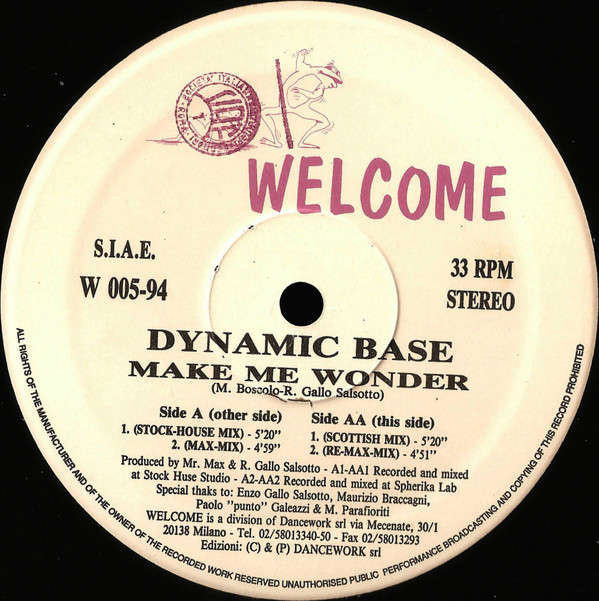 SOCIETA' ITALIANA
ROMA
WELCOME
S.I.A.E.
W 005-94
33 RPM
STEREO
DYNAMIC BASE
MAKE ME WONDER
(M. Boscolo-R. Gallo Salsotto)
Side A (other side)
1. (STOCK-HOUSE MIX) - 5'20"
2. (MAX-MIX) - 4'59"
Side AA (this side)
1. (SCOTTISH MIX) - 5'20"
2. (RE-MAX-MIX) - 4'51"
Produced by Mr. Max & R. Gallo Salsotto - A1-AA1 Recorded and mixed
at Stock Huse Studio - A2-AA2 Recorded and mixed at Spherika Lab
Special thaks to: Enzo Gallo Salsotto, Maurizio Braccagni,
Paolo "punto" Galeazzi & M. Parafioriti
WELCOME is a division of Dancework srl via Mecenate, 30/1
20138 Milano - Tel. 02/58013340-50 - Fax 02/58013293
Edizioni: (C) & (P) DANCEWORK srl
ALL RIGHTS OF THE MANUFACTURER AND OF THE OWNER OF THE RECORDED WORK RESERVED UNAUTHORISED PUBLIC PERFORMANCE BROADCASTING AND COPYING OF THIS RECORD PROHIBITED